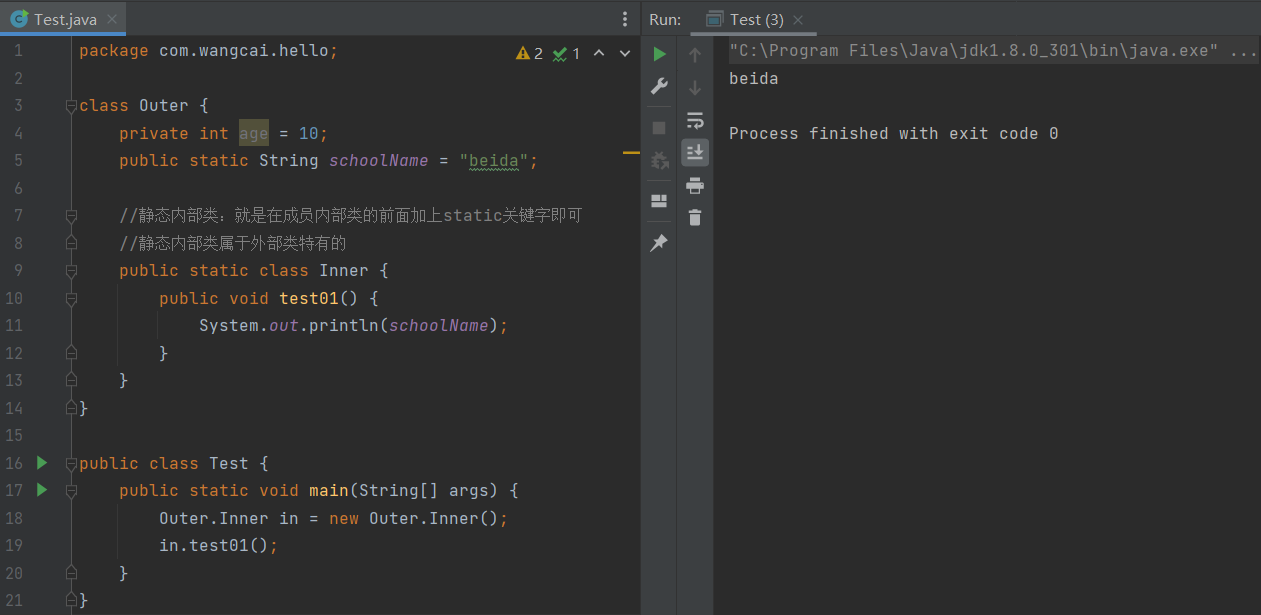 Test.java
2 1
1 package com.wangcai.hello;
2
3 class Outer {
4 private int age = 10;
5 public static String schoolName = "beida";
6
7 //静态内部类：就是在成员内部类的前面加上static关键字即可
8 //静态内部类属于外部类特有的
9 public static class Inner {
10 public void test01() {
11 System.out.println(schoolName);
12 }
13 }
14 }
15
16 public class Test {
17 public static void main(String[] args) {
18 Outer.Inner in = new Outer.Inner();
19 in.test01();
20 }
21 }
Run: Test (3)
"C:\Program Files\Java\jdk1.8.0_301\bin\java.exe" ...
beida
Process finished with exit code 0